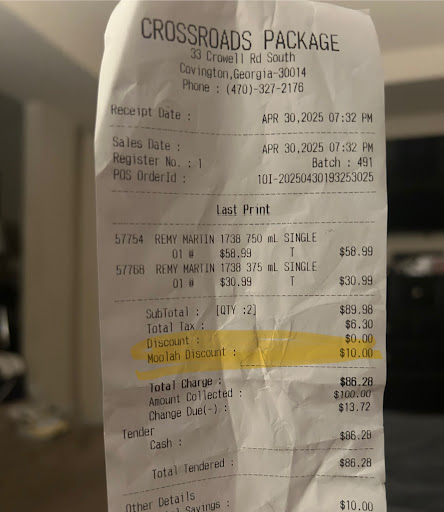 CROSSROADS PACKAGE
33 Crowell Rd South
Covington,Georgia-30014
Phone : (470)-327-2176
Receipt Date : APR 30,2025 07:32 PM
Sales Date : APR 30,2025 07:32 PM
Register No. : 1 Batch : 491
POS OrderId : 10I-20250430193253025
Last Print
57754 REMY MARTIN 1738 750 mL SINGLE
01 @ $58.99 T $58.99
57768 REMY MARTIN 1738 375 mL SINGLE
01 @ $30.99 T $30.99
SubTotal : [QTY :2] $89.98
Total Tax : $6.30
Discount : $0.00
Moolah Discount : $10.00
Total Charge : $86.28
Amount Collected : $100.00
Change Due(-) : $13.72
Tender
Cash : $86.28
Total Tendered : $86.28
Other Details
Savings : $10.00